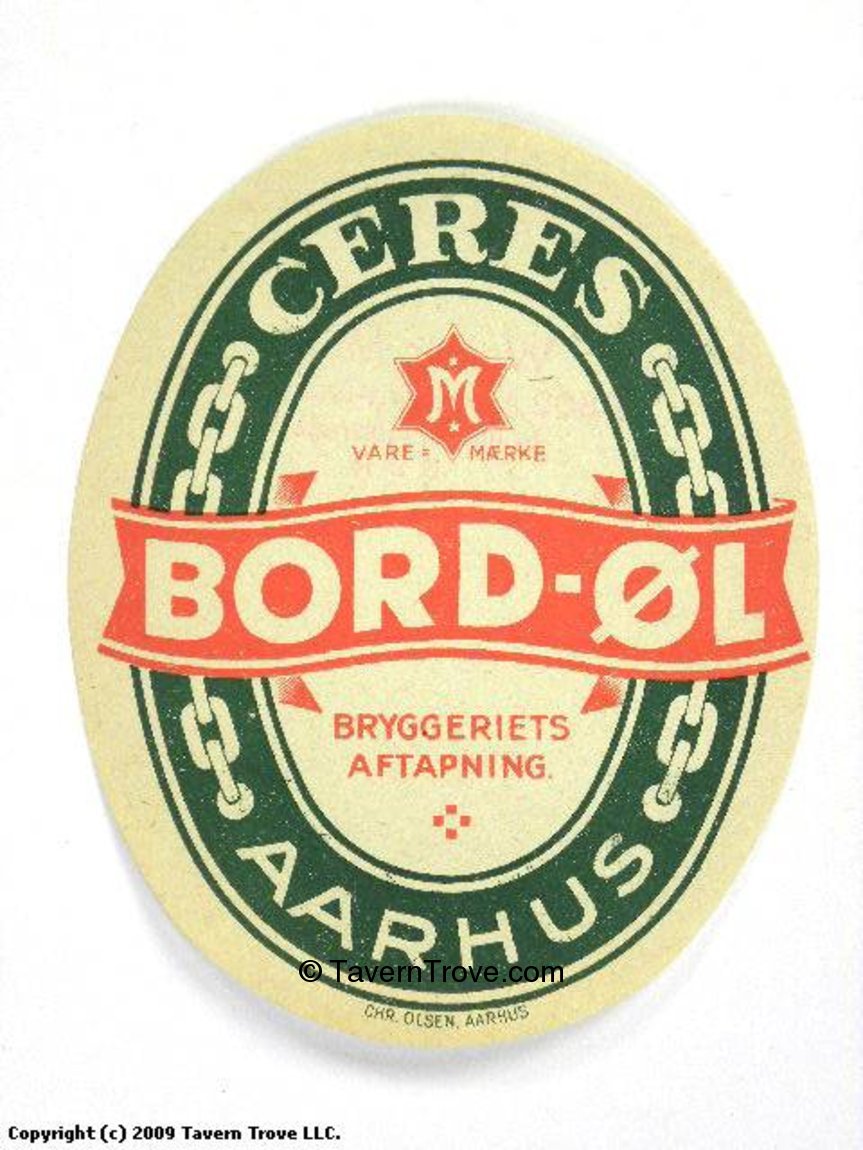 CERES
M
VARE = MÆRKE
BORD-ØL
BRYGGERIETS
AFTAPNING.
AARHUS
© TavernTrove.com
CHR. OLSEN, AARHUS
Copyright (c) 2009 Tavern Trove LLC.